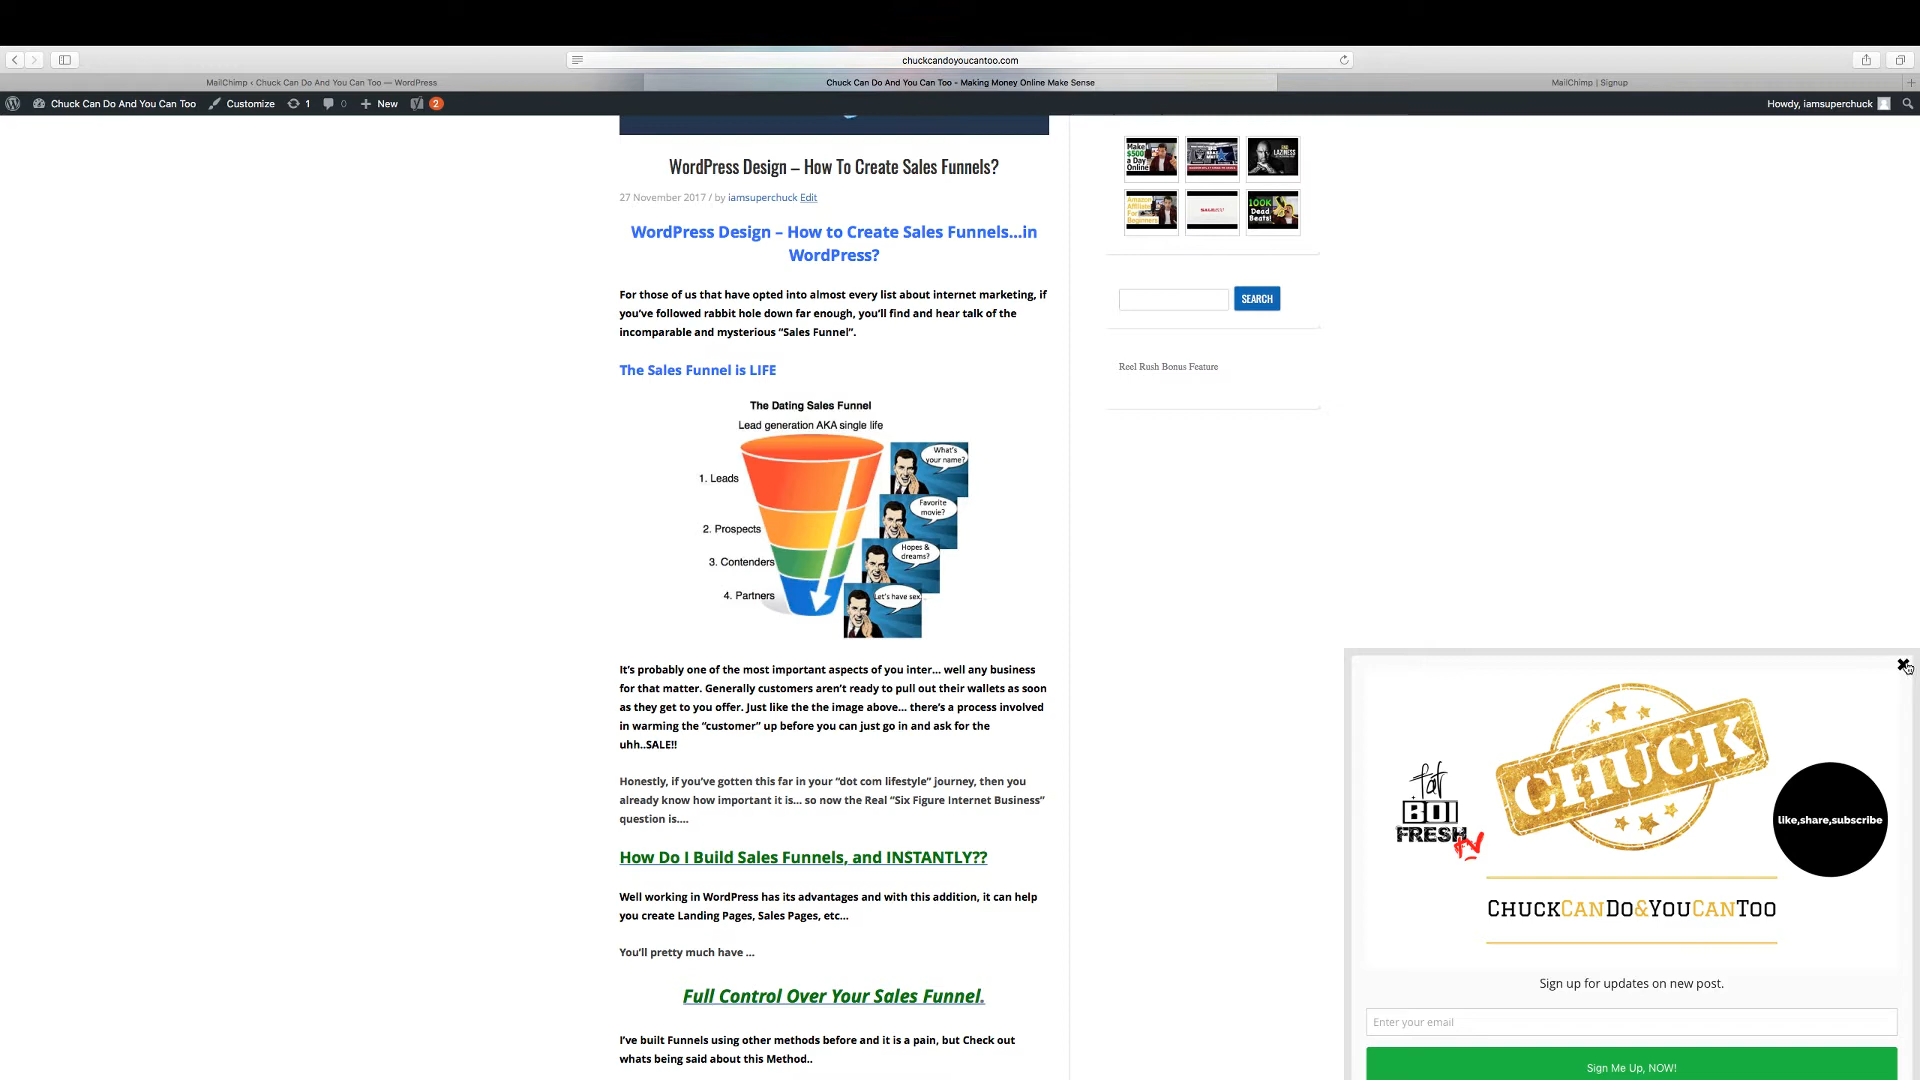 chuckcandoyoucantoo.com
MailChimp ‹ Chuck Can Do And You Can Too — WordPress
Chuck Can Do And You Can Too - Making Money Online Make Sense
MailChimp | Signup
Chuck Can Do And You Can Too
Customize
1
0
New
2
Howdy, iamsuperchuck
WordPress Design – How To Create Sales Funnels?
27 November 2017 / by iamsuperchuck Edit
WordPress Design – How to Create Sales Funnels...in
WordPress?
For those of us that have opted into almost every list about internet marketing, if
you've followed rabbit hole down far enough, you'll find and hear talk of the
incomparable and mysterious "Sales Funnel".
The Sales Funnel is LIFE
The Dating Sales Funnel
Lead generation AKA single life
1. Leads
2. Prospects
3. Contenders
4. Partners
What's
your name?
Favorite
movie?
Hopes &
dreams?
Let's have sex.
It's probably one of the most important aspects of you inter... well any business
for that matter. Generally customers aren't ready to pull out their wallets as soon
as they get to you offer. Just like the the image above... there's a process involved
in warming the "customer" up before you can just go in and ask for the
uhh..SALE!!
Honestly, if you've gotten this far in your "dot com lifestyle" journey, then you
already know how important it is... so now the Real "Six Figure Internet Business"
question is....
How Do I Build Sales Funnels, and INSTANTLY??
Well working in WordPress has its advantages and with this addition, it can help
you create Landing Pages, Sales Pages, etc...
You'll pretty much have ...
Full Control Over Your Sales Funnel.
I've built Funnels using other methods before and it is a pain, but Check out
whats being said about this Method..
Make
$500
a Day
Online
LAZINESS
Amazon
Affiliate
For
Beginners
100K
Dead
Beats!
SEARCH
Reel Rush Bonus Feature
fat
BOI
FRESH
TV
CHUCK
like,share,subscribe
CHUCKCANDO&YOUCANTOO
Sign up for updates on new post.
Enter your email
Sign Me Up, NOW!